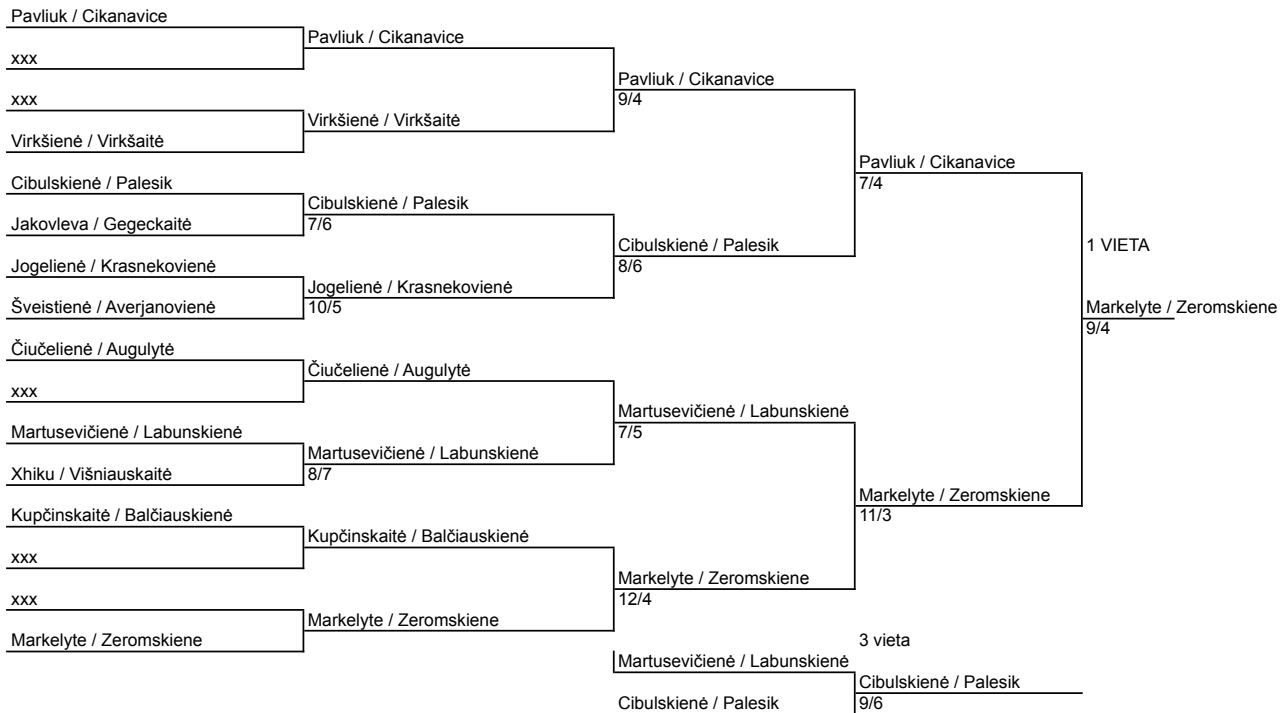 Pavliuk / Cikanavice
xxx
xxx
Virkšienė / Virkšaitė
Cibulskienė / Palesik
Jakovleva / Gegeckaitė
Jogelienė / Krasnekovienė
Šveistienė / Averjanovienė
Čiučelienė / Augulytė
xxx
Martusevičienė / Labunskienė
Xhiku / Višniauskaitė
Kupčinskaitė / Balčiauskienė
xxx
xxx
Markelyte / Zeromskiene
Pavliuk / Cikanavice
Virkšienė / Virkšaitė
Cibulskienė / Palesik
7/6
Jogelienė / Krasnekovienė
10/5
Čiučelienė / Augulytė
Martusevičienė / Labunskienė
8/7
Kupčinskaitė / Balčiauskienė
Markelyte / Zeromskiene
Pavliuk / Cikanavice
9/4
Cibulskienė / Palesik
8/6
Martusevičienė / Labunskienė
7/5
Markelyte / Zeromskiene
12/4
Martusevičienė / Labunskienė
Cibulskienė / Palesik
Pavliuk / Cikanavice
7/4
Markelyte / Zeromskiene
11/3
3 vieta
Cibulskienė / Palesik
9/6
1 VIETA
Markelyte / Zeromskiene
9/4